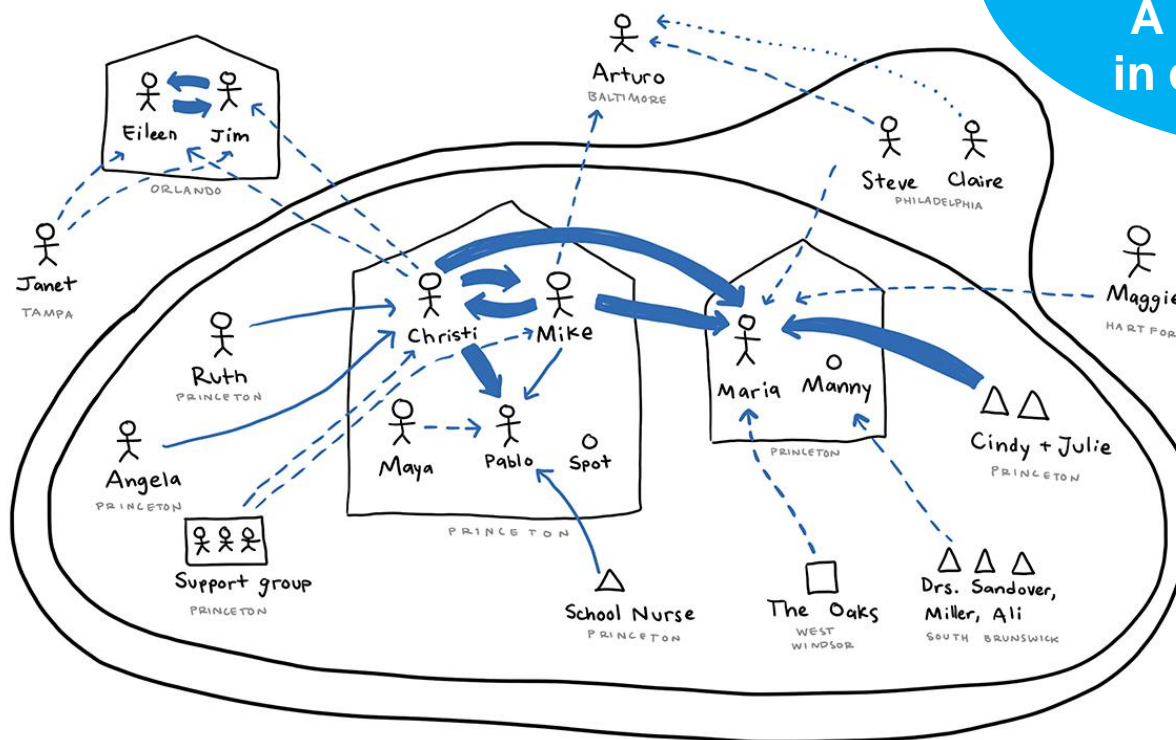 A
in
Arturo
BALTIMORE
Eileen Jim
ORLANDO
Steve Claire
PHILADELPHIA
Janet
TAMPA
Maggie
HARTFOR
Christi Mike
Ruth
PRINCETON
Maria Manny
PRINCETON
Cindy + Julie
PRINCETON
Angela
PRINCETON
Maya Pablo Spot
PRINCETON
Support group
PRINCETON
School Nurse
PRINCETON
The Oaks
WEST
WINDSOR
Drs. Sandover,
Miller, Ali
SOUTH BRUNSWICK